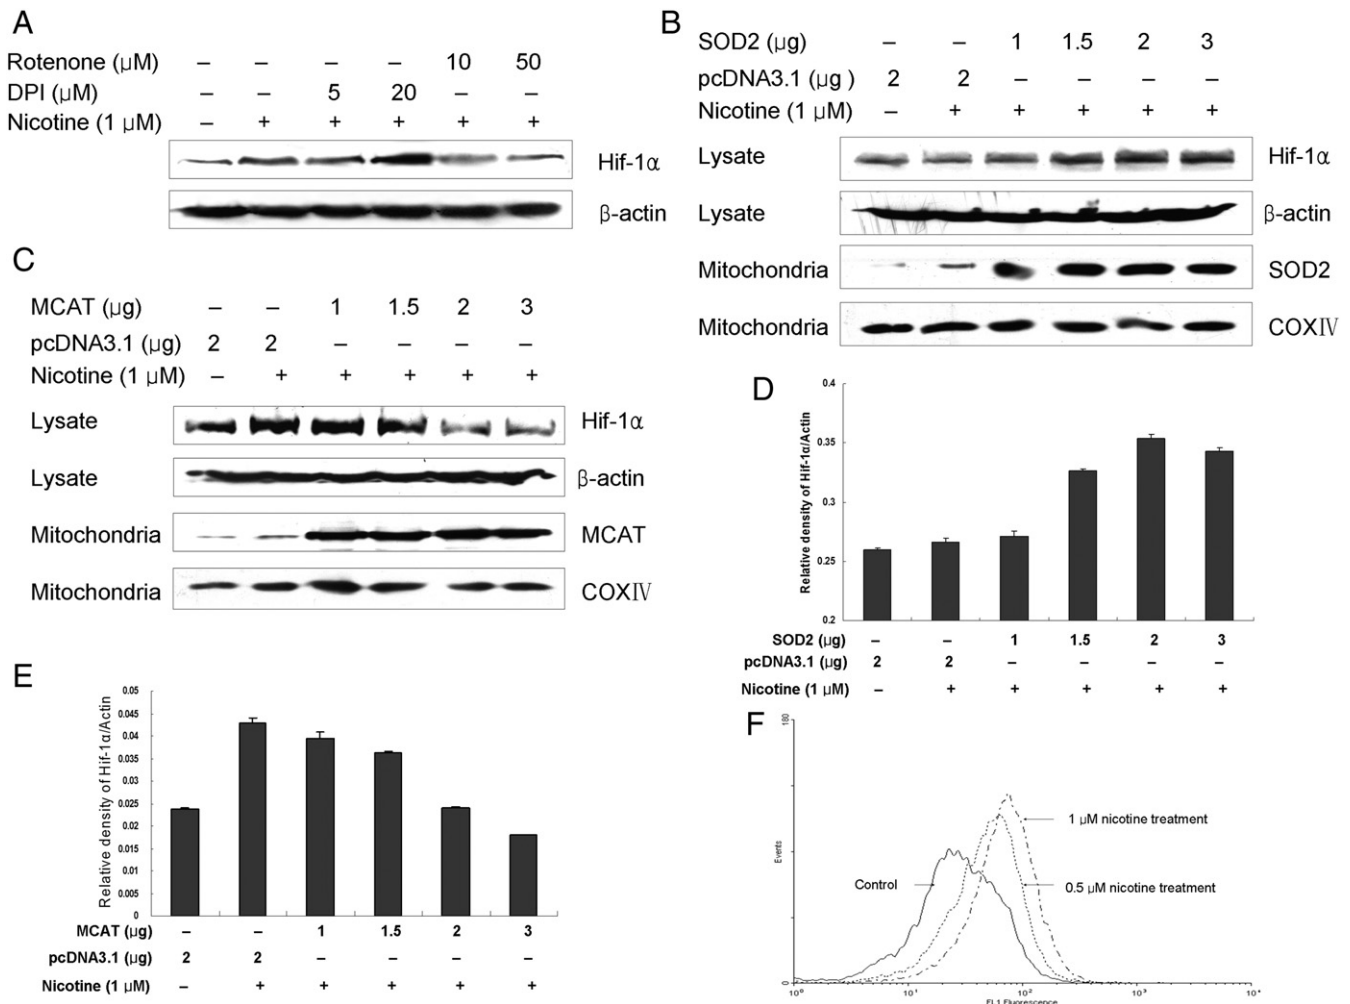 A
Rotenone (μM) – – – – 10 50
DPI (μM) – – 5 20 – –
Nicotine (1 μM) – + + + + +
Hif-1α
β-actin
B
SOD2 (μg) – – 1 1.5 2 3
pcDNA3.1 (μg ) 2 2 – – – –
Nicotine (1 μM) – + + + + +
Lysate Hif-1α
Lysate β-actin
Mitochondria SOD2
Mitochondria COXⅣ
C
MCAT (μg) – – 1 1.5 2 3
pcDNA3.1 (μg) 2 2 – – – –
Nicotine (1 μM) – + + + + +
Lysate Hif-1α
Lysate β-actin
Mitochondria MCAT
Mitochondria COXⅣ
D
Relative density of Hif-1α/Actin
0.4
0.35
0.3
0.25
0.2
SOD2 (μg) – – 1 1.5 2 3
pcDNA3.1 (μg) 2 2 – – – –
Nicotine (1 μM) – + + + + +
E
Relative density of Hif-1α/Actin
0.05
0.045
0.04
0.035
0.03
0.025
0.02
0.015
0.01
0.005
0
MCAT (μg) – – 1 1.5 2 3
pcDNA3.1 (μg) 2 2 – – – –
Nicotine (1 μM) – + + + + +
F
180
Events
0
1 μM nicotine treatment
Control
0.5 μM nicotine treatment
10⁰ 10¹ 10² 10³ 10⁴
FL1 Fluorescence